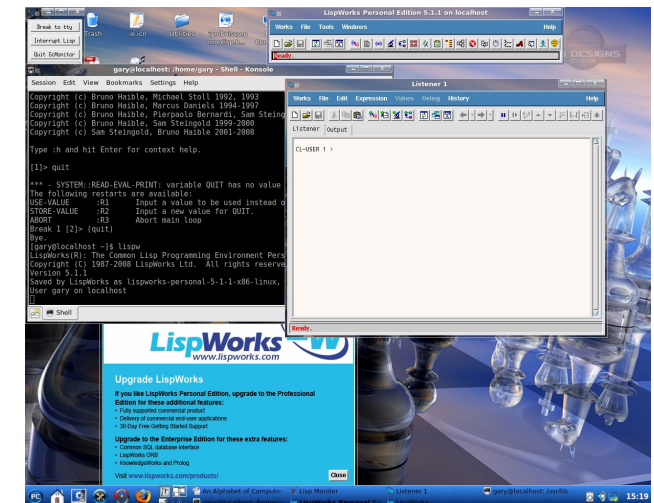 Break to tty
Interrupt Lisp
Quit GcMonitor
Trash
Utilities
LispWorks Personal Edition 5.1.1 on localhost
Works File Tools Windows Help
Ready.
DESIGNS
gary@localhost: /home/gary - Shell - Konsole
Session Edit View Bookmarks Settings Help
Copyright (c) Bruno Haible, Michael Stoll 1992, 1993
Copyright (c) Bruno Haible, Marcus Daniels 1994-1997
Copyright (c) Bruno Haible, Pierpaolo Bernardi, Sam Steing
Copyright (c) Bruno Haible, Sam Steingold 1999-2000
Copyright (c) Sam Steingold, Bruno Haible 2001-2008
Type :h and hit Enter for context help.
[1]> quit
*** - SYSTEM::READ-EVAL-PRINT: variable QUIT has no value
The following restarts are available:
USE-VALUE :R1 Input a value to be used instead o
STORE-VALUE :R2 Input a new value for QUIT.
ABORT :R3 Abort main loop
Break 1 [2]> (quit)
Bye.
[gary@localhost ~]$ lispw
LispWorks(R): The Common Lisp Programming Environment Pers
Copyright (C) 1987-2008 LispWorks Ltd. All rights reserve
Version 5.1.1
Saved by LispWorks as lispworks-personal-5-1-1-x86-linux,
User gary on localhost
Shell
Listener 1
Works File Edit Expression Values Debug History Help
Listener Output
CL-USER 1 >
Ready.
LispWorks
www.lispworks.com
Upgrade LispWorks
If you like LispWorks Personal Edition, upgrade to the Professional
Edition for these additional features:
• Fully supported commercial product
• Delivery of commercial end-user applications
• 30-Day Free Getting Started Support
Upgrade to the Enterprise Edition for these extra features:
• Common SQL database interface
• LispWorks ORB
• KnowledgeWorks and Prolog
Visit www.lispworks.com/products/
Close
PC
An Alphabet of Compute
Lisp Monitor
Listener 1
gary@localhost: /usr/lib
15:19